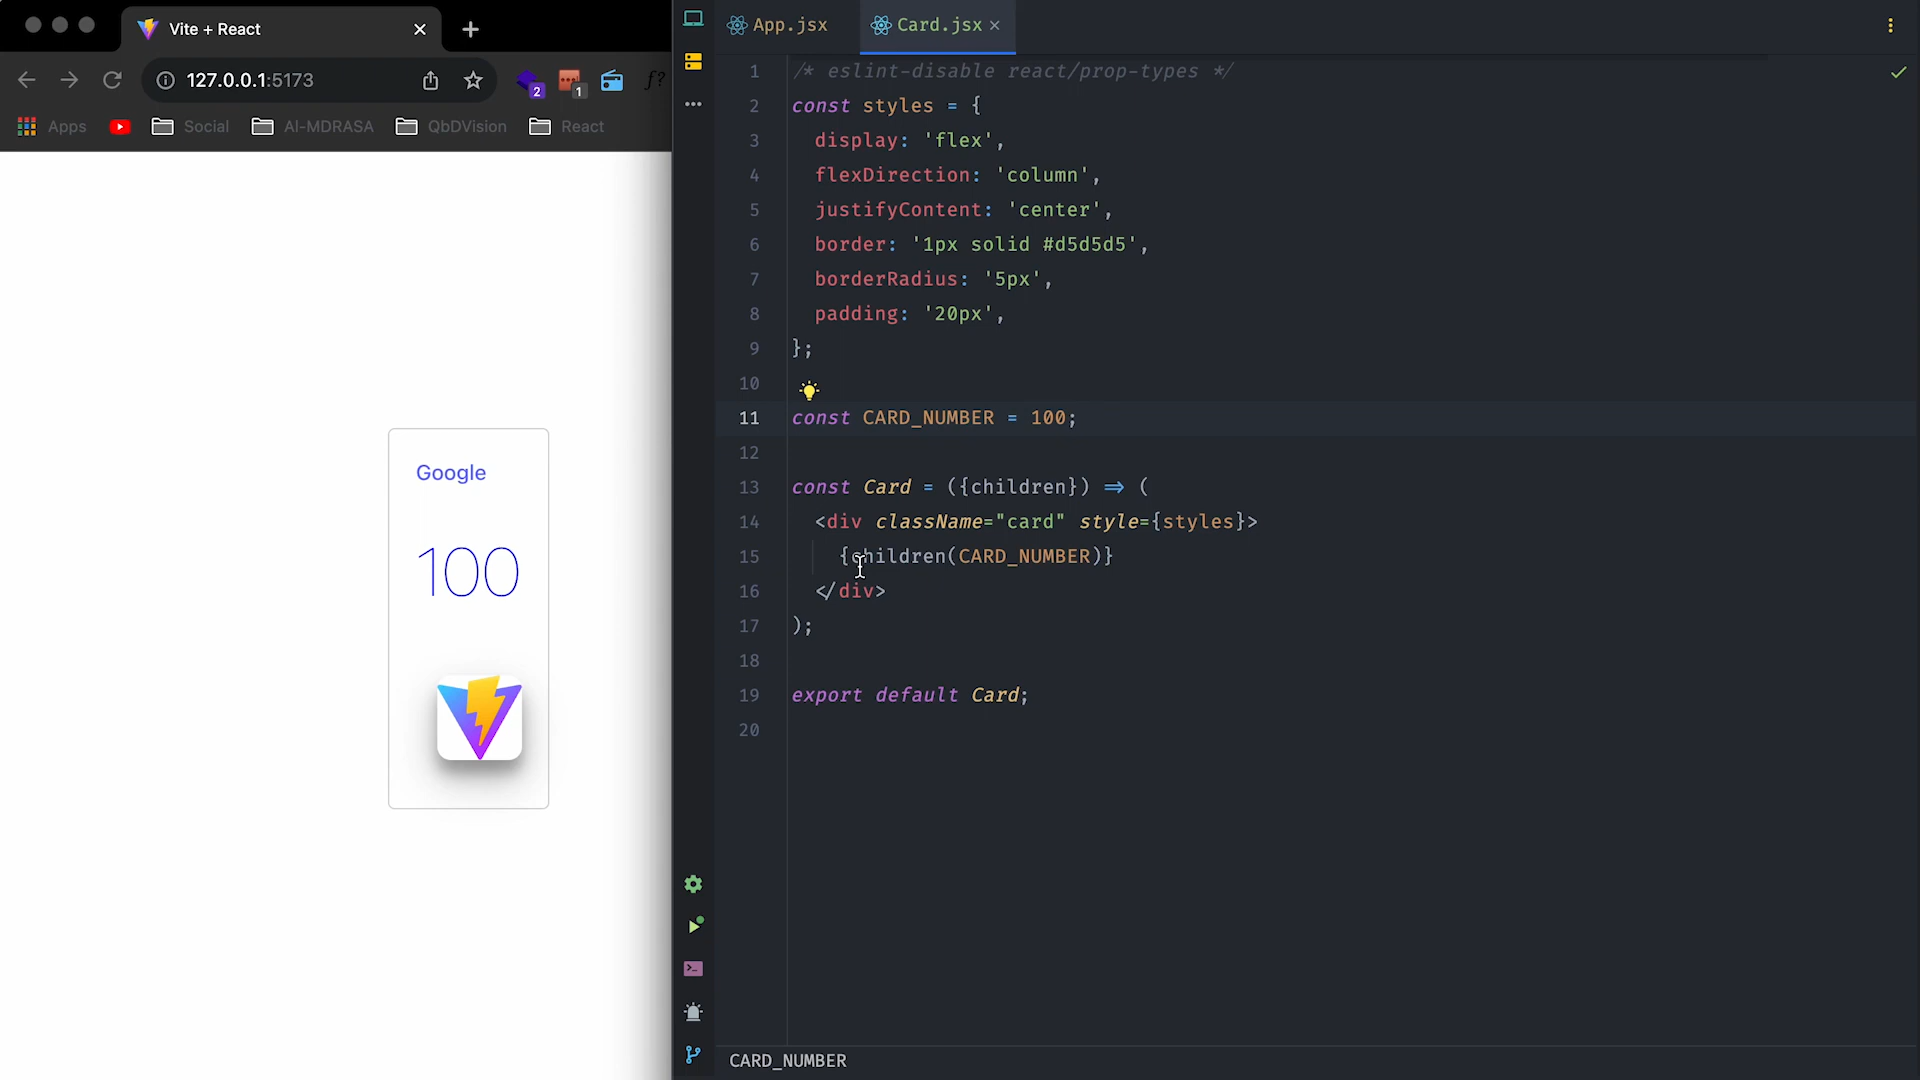 Vite + React
127.0.0.1:5173
2
1
f?
Apps
Social
Al-MDRASA
QbDVision
React
Google
100
App.jsx
Card.jsx
1 /* eslint-disable react/prop-types */
2 const styles = {
3 display: 'flex',
4 flexDirection: 'column',
5 justifyContent: 'center',
6 border: '1px solid #d5d5d5',
7 borderRadius: '5px',
8 padding: '20px',
9 };
10
11 const CARD_NUMBER = 100;
12
13 const Card = ({children}) => (
14 <div className="card" style={styles}>
15 {children(CARD_NUMBER)}
16 </div>
17 );
18
19 export default Card;
20
CARD_NUMBER